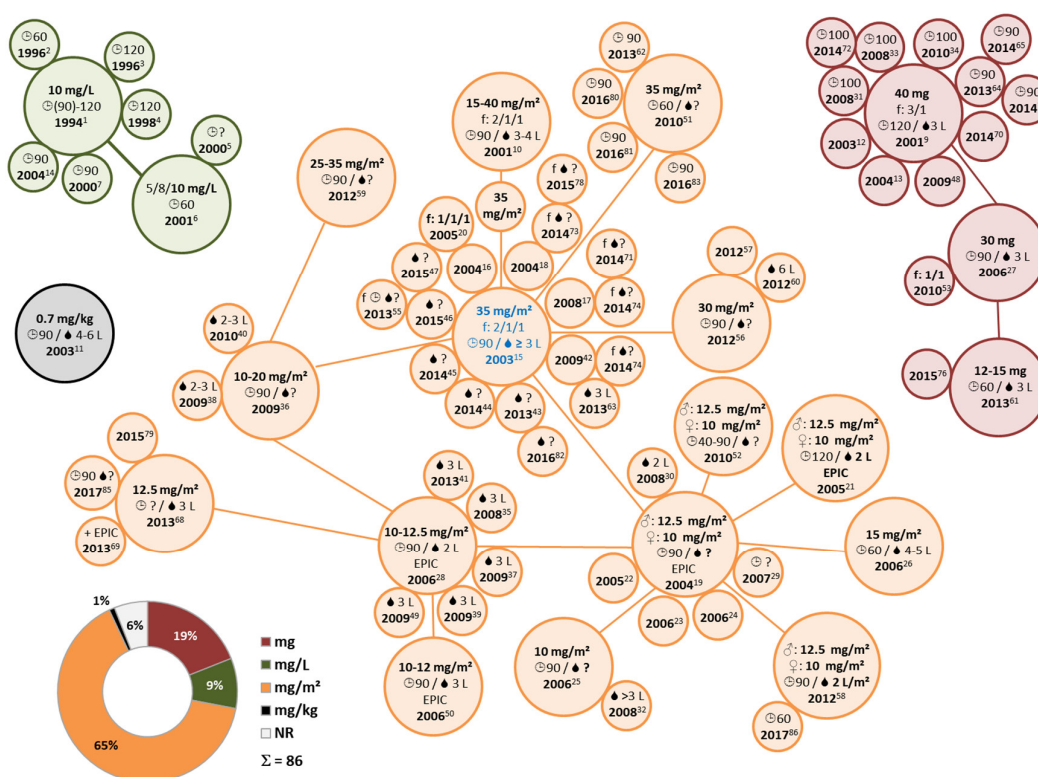 🕒60
1996²
🕒120
1996³
10 mg/L
🕒(90)-120
1994¹
🕒120
1998⁴
🕒?
2000⁵
🕒90
2004¹⁴
🕒90
2000⁷
5/8/10 mg/L
🕒60
2001⁶
0.7 mg/kg
🕒90 / 💧 4-6 L
2003¹¹
25-35 mg/m²
🕒90 / 💧?
2012⁵⁹
15-40 mg/m²
f: 2/1/1
🕒90 / 💧 3-4 L
2001¹⁰
35
mg/m²
🕒90
2013⁶²
🕒90
2016⁸⁰
35 mg/m²
🕒60 / 💧?
2010⁵¹
🕒90
2016⁸¹
🕒90
2016⁸³
f 💧 ?
2015⁷⁸
f 💧?
2014⁷³
f: 1/1/1
2005²⁰
2004¹⁶
2004¹⁸
f 💧?
2014⁷¹
💧 ?
2015⁴⁷
f 🕒 💧?
2013⁵⁵
💧 ?
2015⁴⁶
35 mg/m²
f: 2/1/1
🕒90 / 💧 ≥ 3 L
2003¹⁵
2008¹⁷
f 💧?
2014⁷⁴
2009⁴²
f 💧?
2014⁷⁴
💧 ?
2014⁴⁵
💧 ?
2014⁴⁴
💧 ?
2013⁴³
💧 3 L
2013⁶³
💧 ?
2016⁸²
2012⁵⁷
💧 6 L
2012⁶⁰
30 mg/m²
🕒90 / 💧?
2012⁵⁶
💧 2-3 L
2010⁴⁰
💧 2-3 L
2009³⁸
10-20 mg/m²
🕒90 / 💧?
2009³⁶
2015⁷⁹
🕒90 💧?
2017⁸⁵
+ EPIC
2013⁶⁹
12.5 mg/m²
🕒 ? / 💧 3 L
2013⁶⁸
💧 3 L
2013⁴¹
💧 3 L
2008³⁵
10-12.5 mg/m²
🕒90 / 💧 2 L
EPIC
2006²⁸
💧 3 L
2009³⁷
💧 3 L
2009⁴⁹
💧 3 L
2009³⁹
10-12 mg/m²
🕒90 / 💧 3 L
EPIC
2006⁵⁰
💧 2 L
2008³⁰
♂: 12.5 mg/m²
♀: 10 mg/m²
🕒40-90 / 💧 ?
2010⁵²
♂: 12.5 mg/m²
♀: 10 mg/m²
🕒120 / 💧 2 L
EPIC
2005²¹
♂: 12.5 mg/m²
♀: 10 mg/m²
🕒90 / 💧 ?
EPIC
2004¹⁹
15 mg/m²
🕒60 / 💧 4-5 L
2006²⁶
2005²²
2006²³
2006²⁴
🕒 ?
2007²⁹
10 mg/m²
🕒90 / 💧 ?
2006²⁵
💧 >3 L
2008³²
♂: 12.5 mg/m²
♀: 10 mg/m²
🕒90 / 💧 2 L/m²
2012⁵⁸
🕒60
2017⁸⁶
🕒100
2014⁷²
🕒100
2008³³
🕒100
2010³⁴
🕒90
2014⁶⁵
🕒100
2008³¹
40 mg
f: 3/1
🕒120 / 💧3 L
2001⁹
🕒90
2013⁶⁴
🕒90
2014
2003¹²
2014⁷⁰
2004¹³
2009⁴⁸
30 mg
🕒90 / 💧 3 L
2006²⁷
f: 1/1
2010⁵³
2015⁷⁶
12-15 mg
🕒60 / 💧 3 L
2013⁶¹
1%
6%
19%
9%
65%
mg
mg/L
mg/m²
mg/kg
NR
Σ = 86